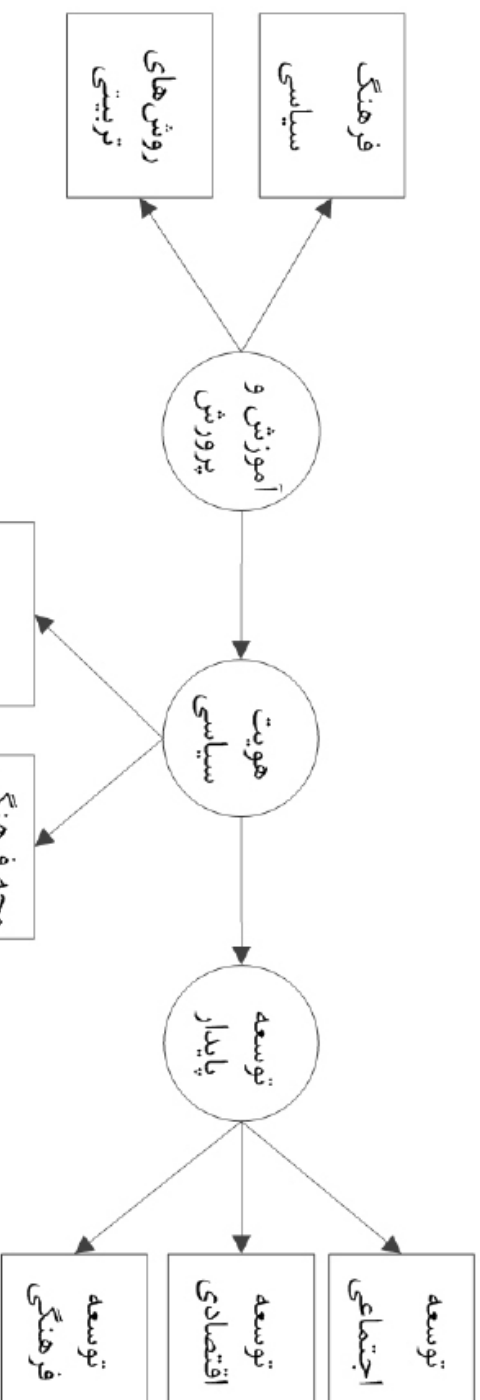 فرهنگ
سیاسی
روش‌های
تربیتی
آموزش و
پرورش
هویت
سیاسی
توسعه
پایدار
توسعه
اجتماعی
توسعه
اقتصادی
توسعه
فرهنگی